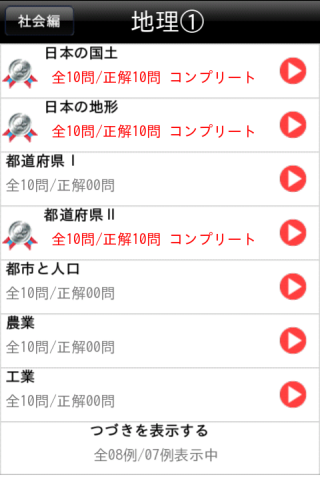 社会編
地理①
日本の国土
全10問/正解10問 コンプリート
日本の地形
全10問/正解10問 コンプリート
都道府県Ⅰ
全10問/正解00問
都道府県Ⅱ
全10問/正解10問 コンプリート
都市と人口
全10問/正解00問
農業
全10問/正解00問
工業
全10問/正解00問
つづきを表示する
全08例/07例表示中